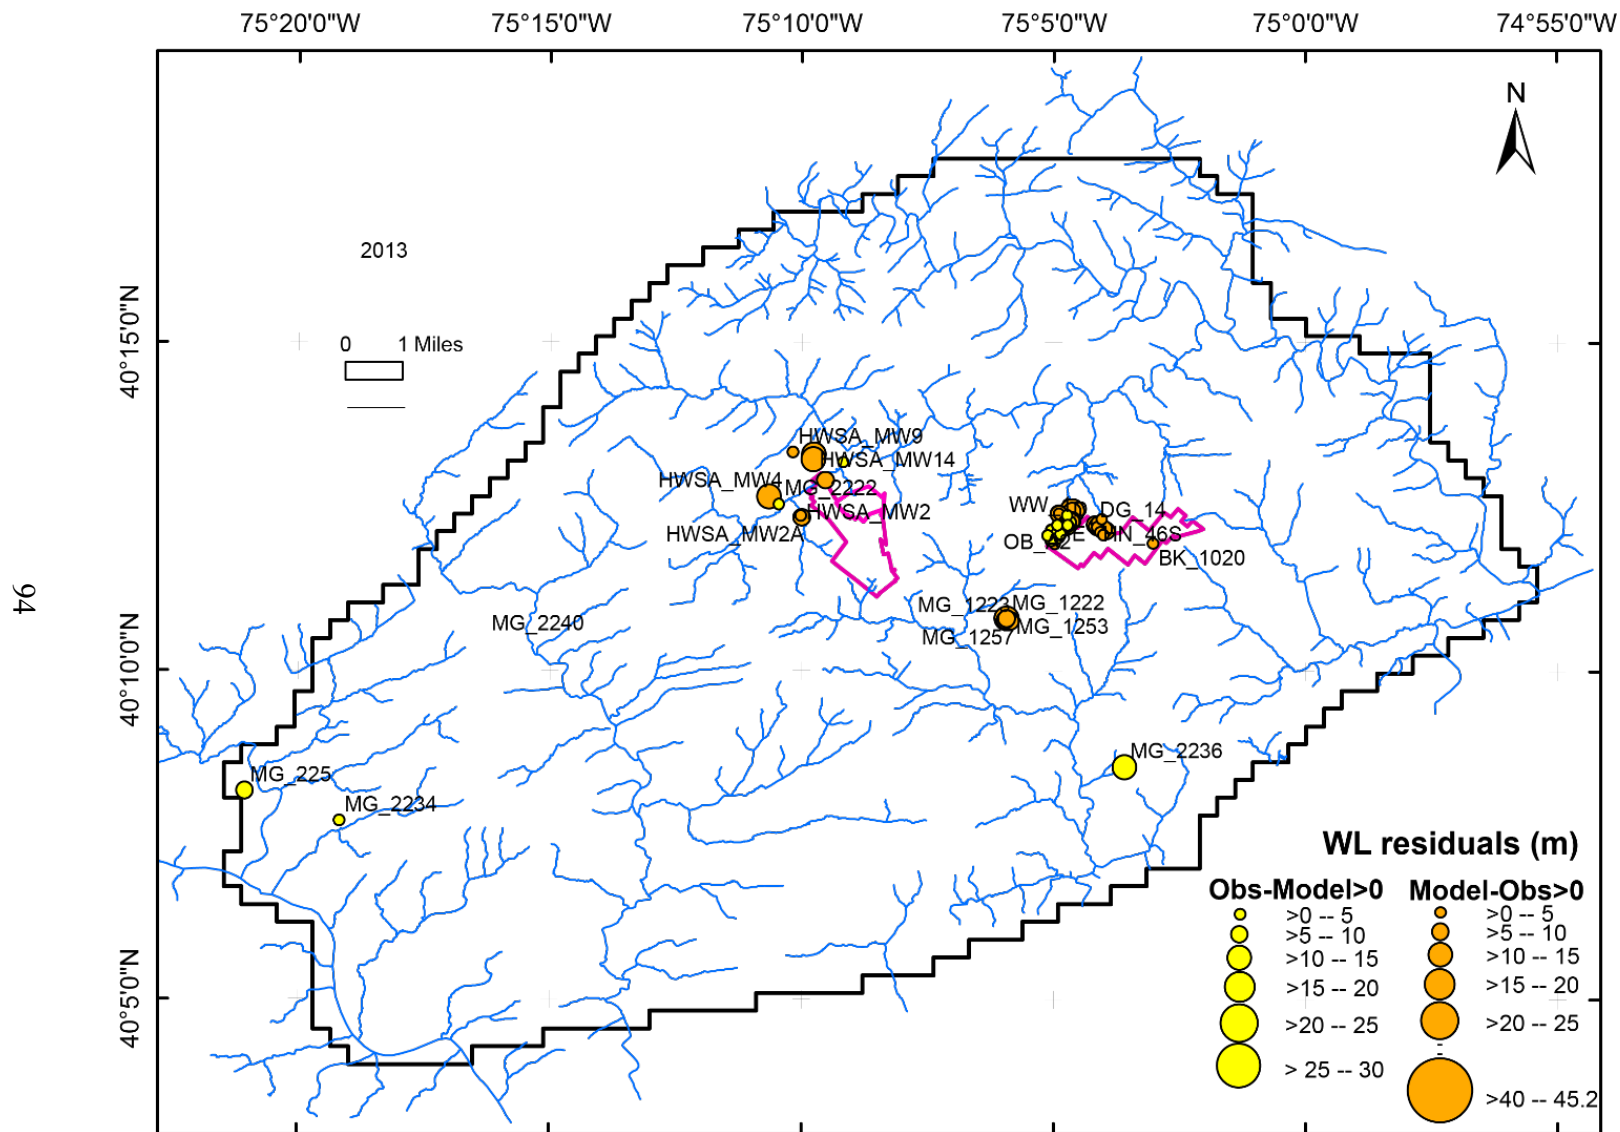 75°20'0"W 75°15'0"W 75°10'0"W 75°5'0"W 75°0'0"W 74°55'0"W
N
2013
40°15'0"N
0 1 Miles
HWSA_MW9
HWSA_MW14
HWSA_MW4
MG_2222
HWSA_MW2
HWSA_MW2A
WW
DG_14
HN_46S
OB_
BK_1020
94
MG_1223
MG_1222
MG_2240
MG_1253
MG_1257
40°10'0"N
MG_2236
MG_225
MG_2234
WL residuals (m)
Obs-Model>0 Model-Obs>0
>0 -- 5 >0 -- 5
>5 -- 10 >5 -- 10
>10 -- 15 >10 -- 15
>15 -- 20 >15 -- 20
>20 -- 25 >20 -- 25
> 25 -- 30
>40 -- 45.2
40°5'0"N